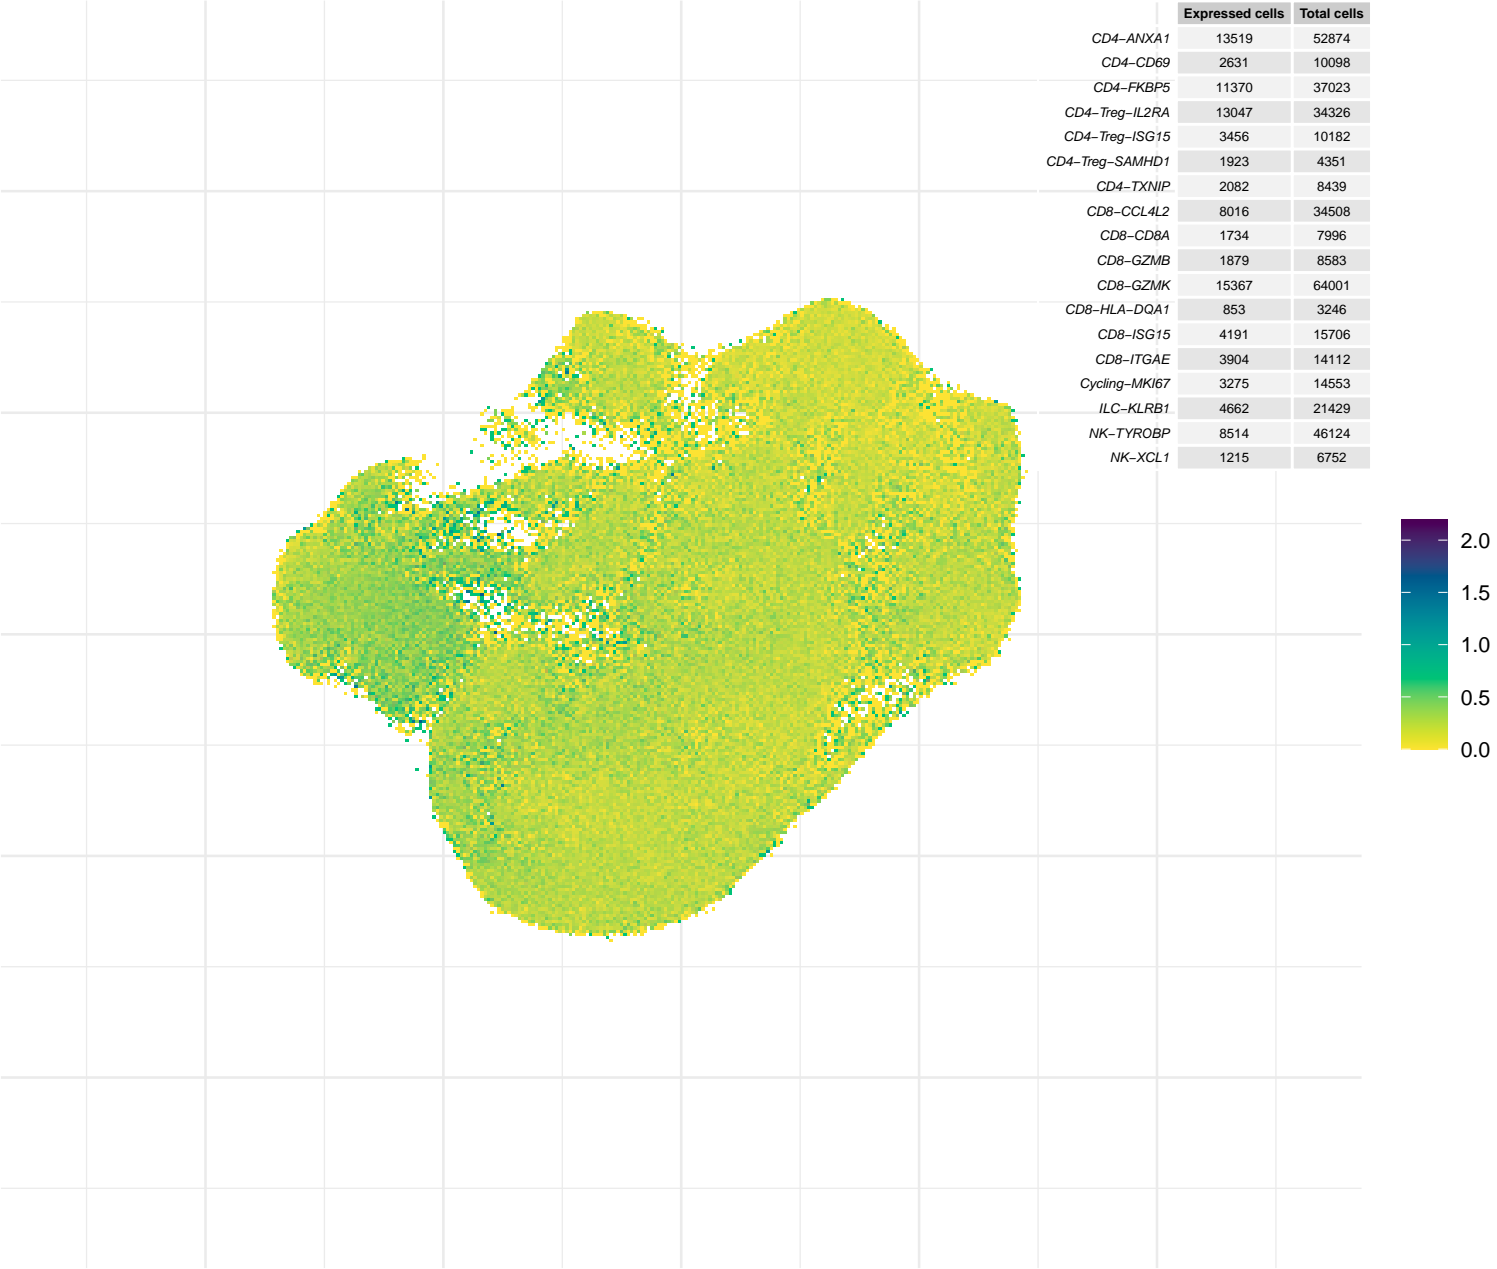 Expressed cells Total cells
CD4−ANXA1 13519 52874
CD4−CD69 2631 10098
CD4−FKBP5 11370 37023
CD4−Treg−IL2RA 13047 34326
CD4−Treg−ISG15 3456 10182
CD4−Treg−SAMHD1 1923 4351
CD4−TXNIP 2082 8439
CD8−CCL4L2 8016 34508
CD8−CD8A 1734 7996
CD8−GZMB 1879 8583
CD8−GZMK 15367 64001
CD8−HLA−DQA1 853 3246
CD8−ISG15 4191 15706
CD8−ITGAE 3904 14112
Cycling−MKI67 3275 14553
ILC−KLRB1 4662 21429
NK−TYROBP 8514 46124
NK−XCL1 1215 6752
2.0
1.5
1.0
0.5
0.0